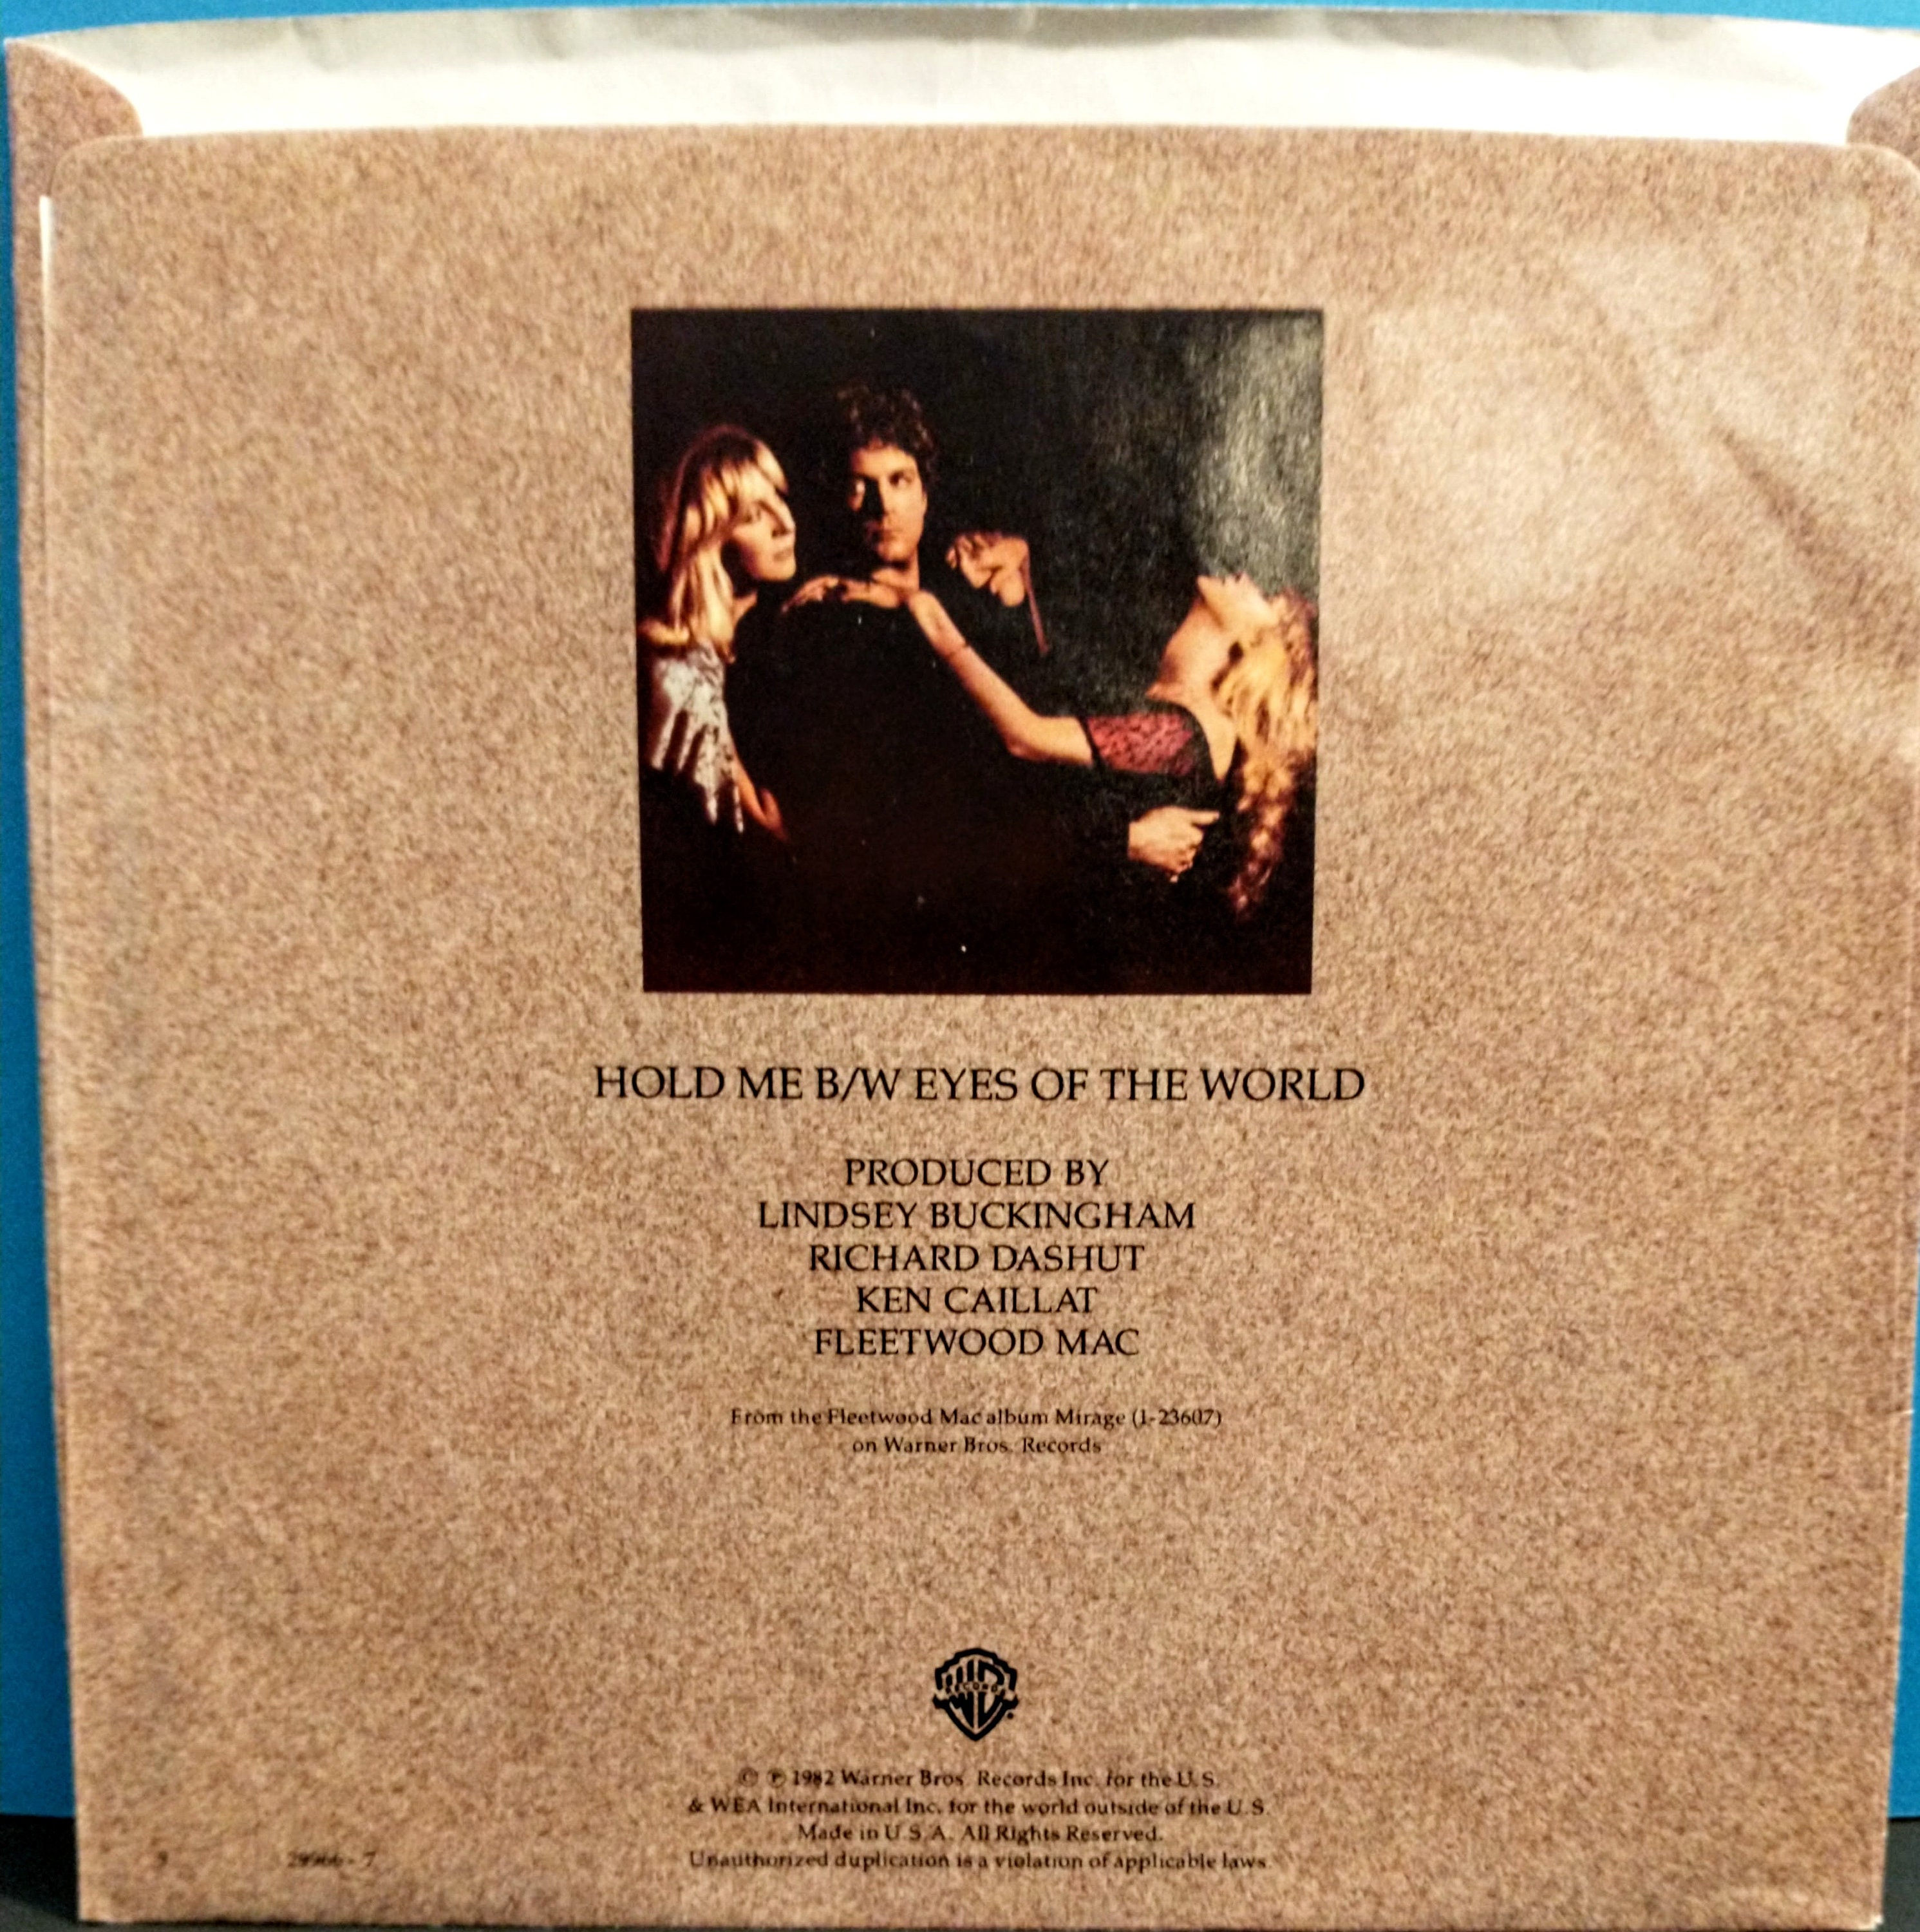 HOLD ME B/W EYES OF THE WORLD
PRODUCED BY
LINDSEY BUCKINGHAM
RICHARD DASHUT
KEN CAILLAT
FLEETWOOD MAC
From the Fleetwood Mac album Mirage (1-23607)
on Warner Bros. Records
WB
RECORDS
© ℗ 1982 Warner Bros. Records Inc. for the U.S.
& WEA International Inc. for the world outside of the U.S.
Made in U.S.A. All Rights Reserved.
Unauthorized duplication is a violation of applicable laws.